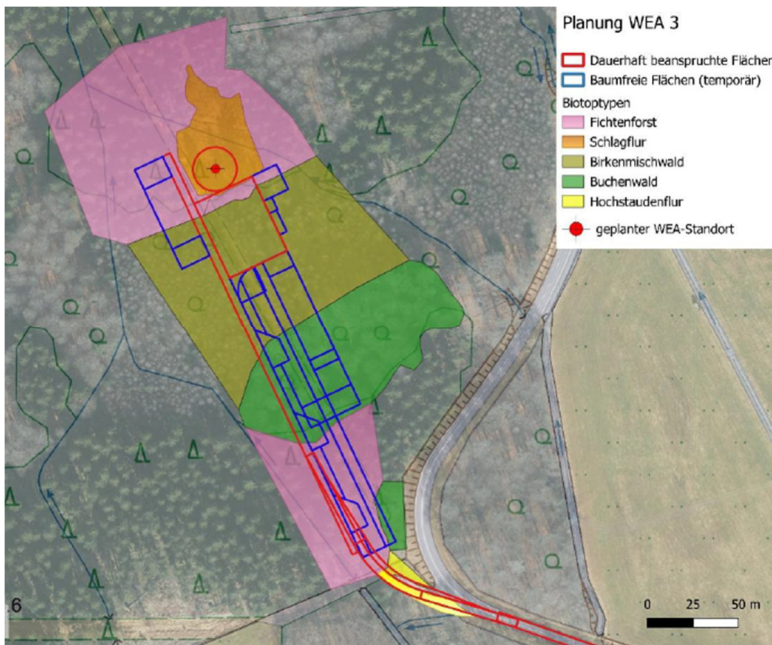 Planung WEA 3
Dauerhaft beanspruchte Flächen
Baumfreie Flächen (temporär)
Biotoptypen
Fichtenforst
Schlagflur
Birkenmischwald
Buchenwald
Hochstaudenflur
geplanter WEA-Standort
.6
0 25 50 m